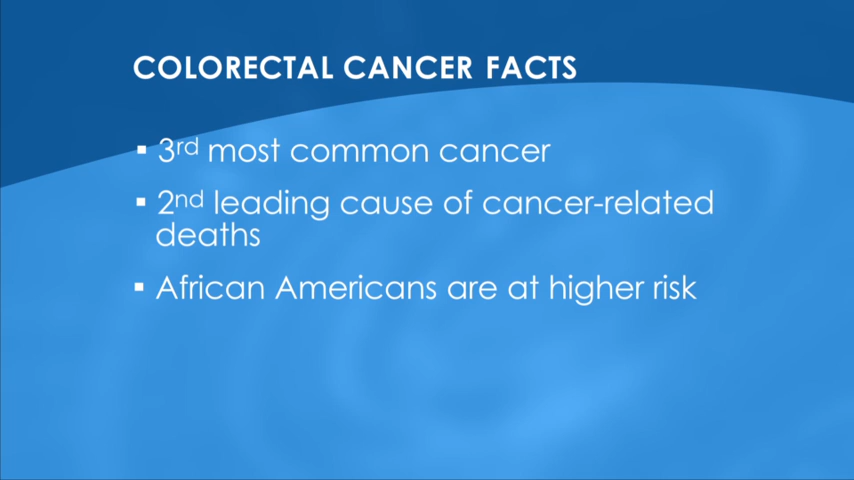 COLORECTAL CANCER FACTS
▪ 3rd most common cancer
▪ 2nd leading cause of cancer-related
deaths
▪ African Americans are at higher risk